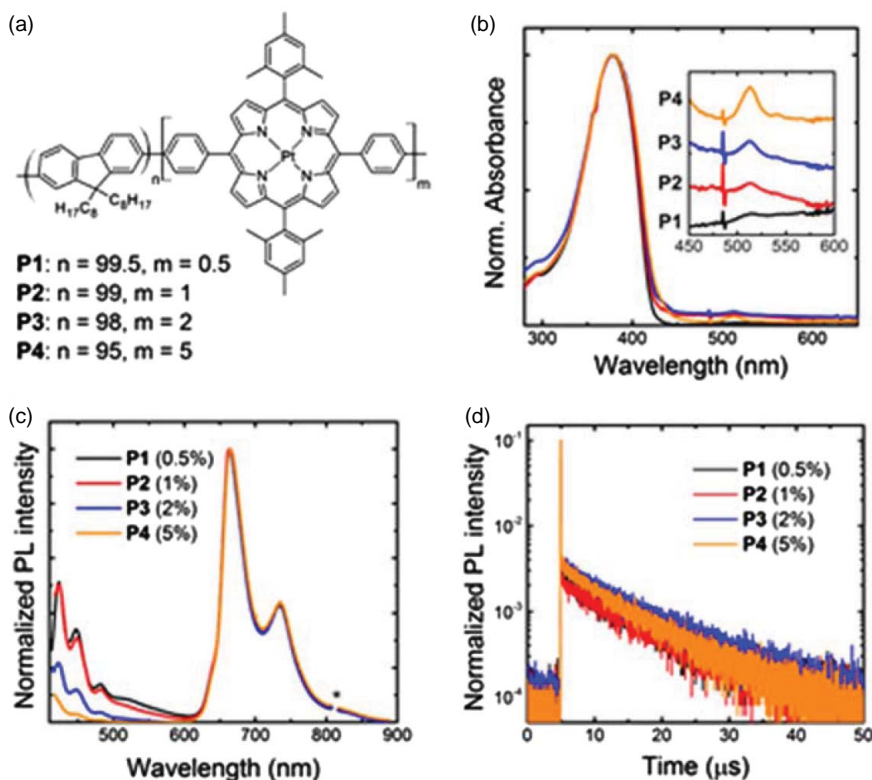 (a)
N
N
Pt
N
N
n
m
H17C8
C8H17
P1: n = 99.5, m = 0.5
P2: n = 99, m = 1
P3: n = 98, m = 2
P4: n = 95, m = 5
(b)
Norm. Absorbance
P4
P3
P2
P1
450 500 550 600
300 400 500 600
Wavelength (nm)
(c)
Normalized PL intensity
P1 (0.5%)
P2 (1%)
P3 (2%)
P4 (5%)
*
500 600 700 800 900
Wavelength (nm)
(d)
Normalized PL intensity
10-1
10-2
10-3
10-4
P1 (0.5%)
P2 (1%)
P3 (2%)
P4 (5%)
0 10 20 30 40 50
Time (μs)